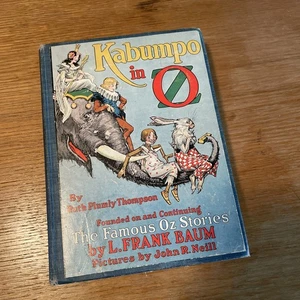 Kabumpo
in OZ
By
Ruth Plumly Thompson
Founded on and Continuing
"The Famous Oz Stories"
by L. FRANK BAUM
Pictures by John R. Neill